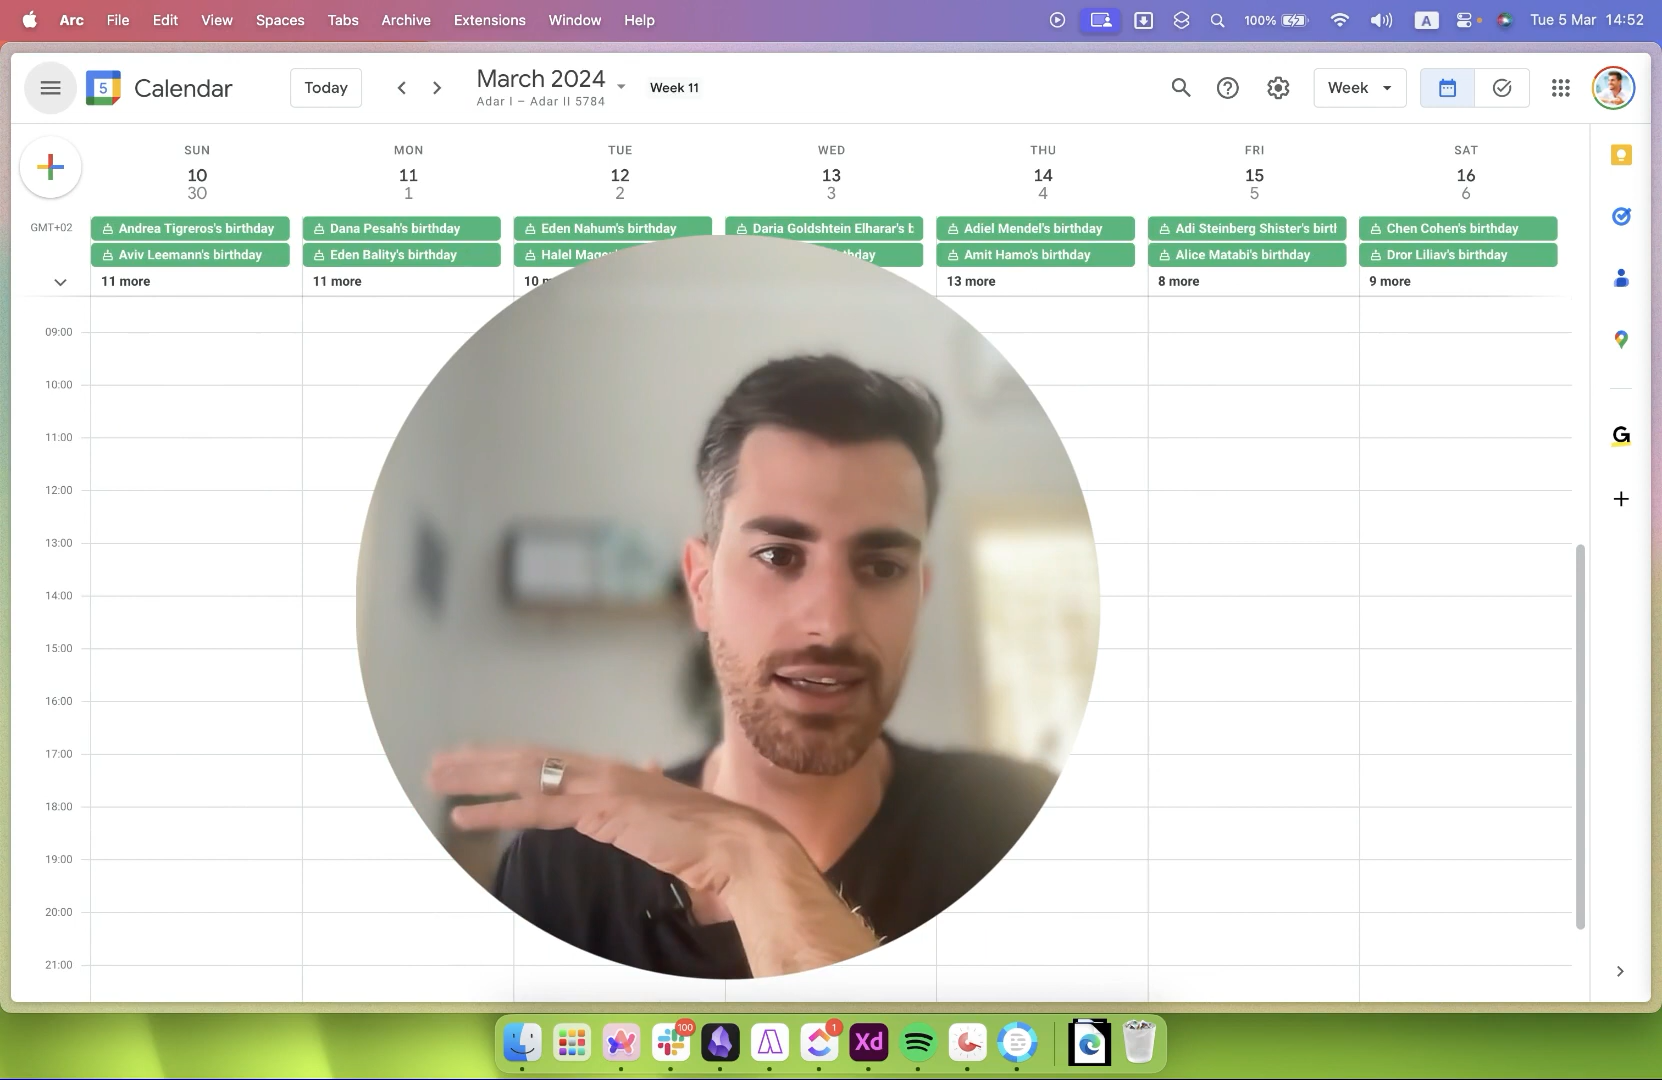 Arc File Edit View Spaces Tabs Archive Extensions Window Help 100% A Tue 5 Mar 14:52
5 Calendar Today March 2024 Week 11 Week
Adar I – Adar II 5784
SUN MON TUE WED THU FRI SAT
10 11 12 13 14 15 16
30 1 2 3 4 5 6
GMT+02 Andrea Tigreros's birthday Dana Pesah's birthday Eden Nahum's birthday Daria Goldshtein Elharar's b Adiel Mendel's birthday Adi Steinberg Shister's birth Chen Cohen's birthday
Aviv Leemann's birthday Eden Bality's birthday Halel Amit Hamo's birthday Alice Matabi's birthday Dror Liliav's birthday
11 more 11 more 10 13 more 8 more 9 more
09:00
10:00
11:00
G
12:00
13:00
14:00
15:00
16:00
17:00
18:00
19:00
20:00
21:00
100 1
Xd